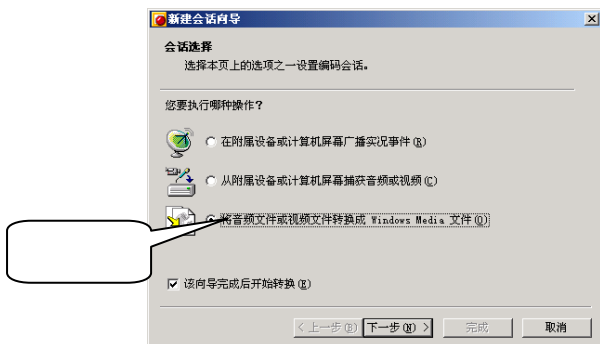 新建会话向导
会话选择
选择本页上的选项之一设置编码会话。
您要执行哪种操作?
在附属设备或计算机屏幕广播实况事件(R)
从附属设备或计算机屏幕捕获音频或视频(C)
将音频文件或视频文件转换成 Windows Media 文件(O)
该向导完成后开始转换(E)
< 上一步(B) 下一步(N) > 完成 取消